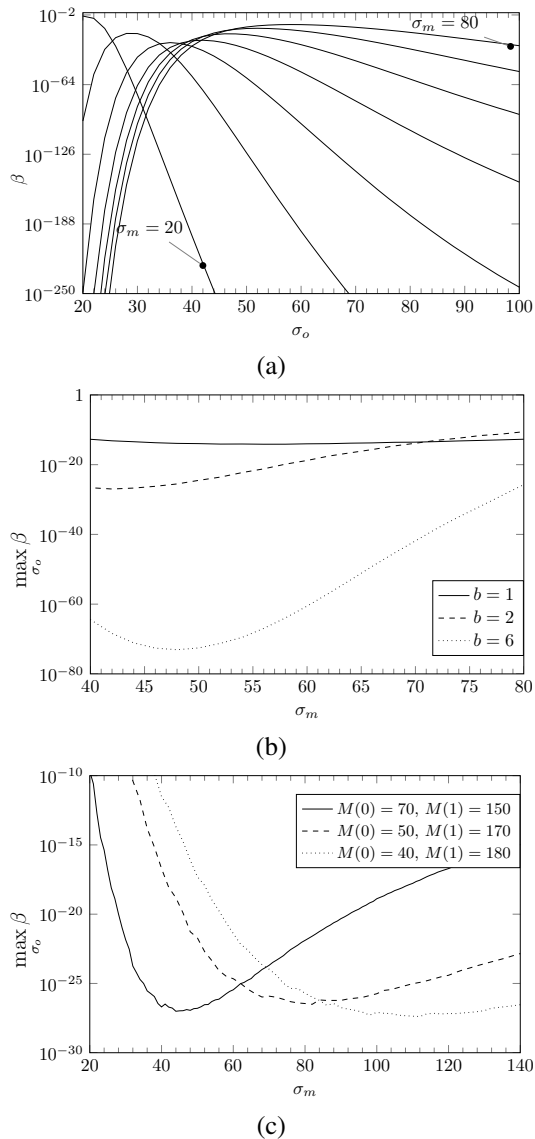 10^{-2}
σ_m = 80
10^{-64}
10^{-126}
β
10^{-188}
σ_m = 20
10^{-250}
20 30 40 50 60 70 80 90 100
σ_o
(a)
1
10^{-20}
10^{-40}
max β
σ_o
10^{-60}
b = 1
b = 2
b = 6
10^{-80}
40 45 50 55 60 65 70 75 80
σ_m
(b)
10^{-10}
M(0) = 70, M(1) = 150
M(0) = 50, M(1) = 170
M(0) = 40, M(1) = 180
10^{-15}
10^{-20}
max β
σ_o
10^{-25}
10^{-30}
20 40 60 80 100 120 140
σ_m
(c)